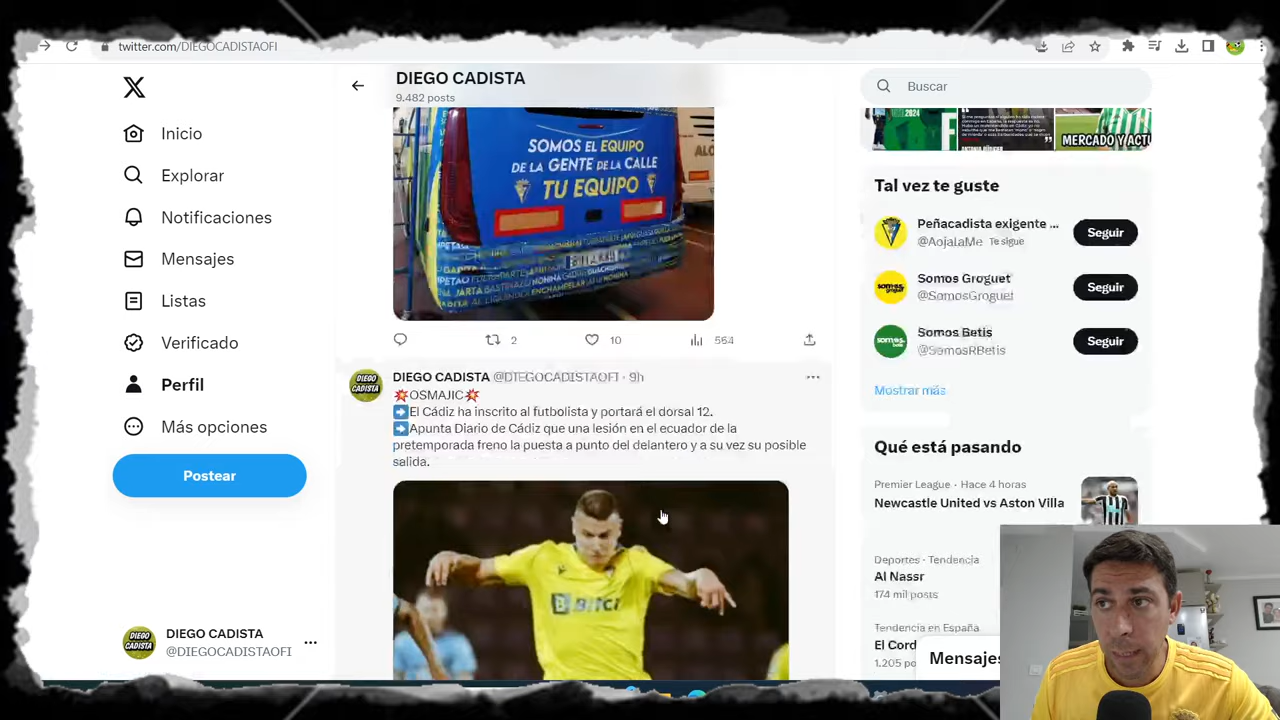 twitter.com/DIEGOCADISTAOFI
DIEGO CADISTA
9.482 posts
Buscar
Inicio
Explorar
Notificaciones
Mensajes
Listas
Verificado
Perfil
Más opciones
Postear
DIEGO CADISTA
@DIEGOCADISTAOFI
SOMOS EL EQUIPO
DE LA GENTE DE LA CALLE
TU EQUIPO
2
10
554
DIEGO CADISTA @DIEGOCADISTAOFI · 9h
💥OSMAJIC💥
➡️El Cádiz ha inscrito al futbolista y portará el dorsal 12.
➡️Apunta Diario de Cádiz que una lesión en el ecuador de la
pretemporada freno la puesta a punto del delantero y a su vez su posible
salida.
BITCI
2024
MERCADO Y ACTU
Tal vez te guste
Peñacadista exigente ...
@AojalaMe Te sigue
Seguir
Somos Groguet
@SomosGroguet
Seguir
Somos Betis
@SomosRBetis
Seguir
Mostrar más
Qué está pasando
Premier League · Hace 4 horas
Newcastle United vs Aston Villa
Deportes · Tendencia
Al Nassr
174 mil posts
Tendencia en España
El Cord
1.205 po
Mensajes